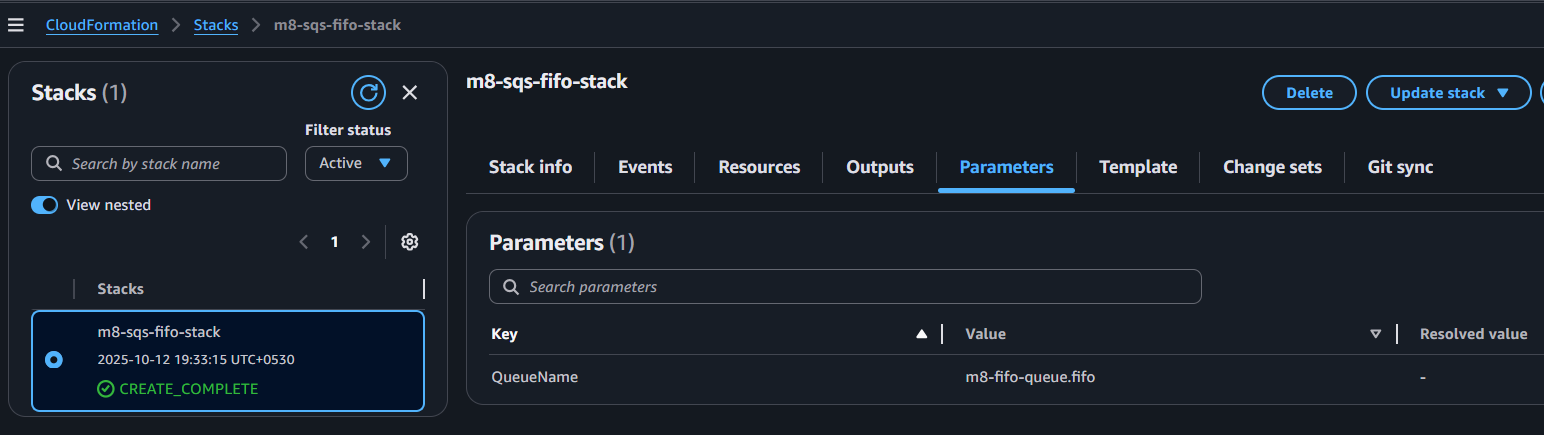 CloudFormation > Stacks > m8-sqs-fifo-stack
Stacks (1)
Filter status
Search by stack name
Active
View nested
1
Stacks
m8-sqs-fifo-stack
2025-10-12 19:33:15 UTC+0530
CREATE_COMPLETE
m8-sqs-fifo-stack
Delete
Update stack
Stack info
Events
Resources
Outputs
Parameters
Template
Change sets
Git sync
Parameters (1)
Search parameters
Key Value Resolved value
QueueName m8-fifo-queue.fifo -